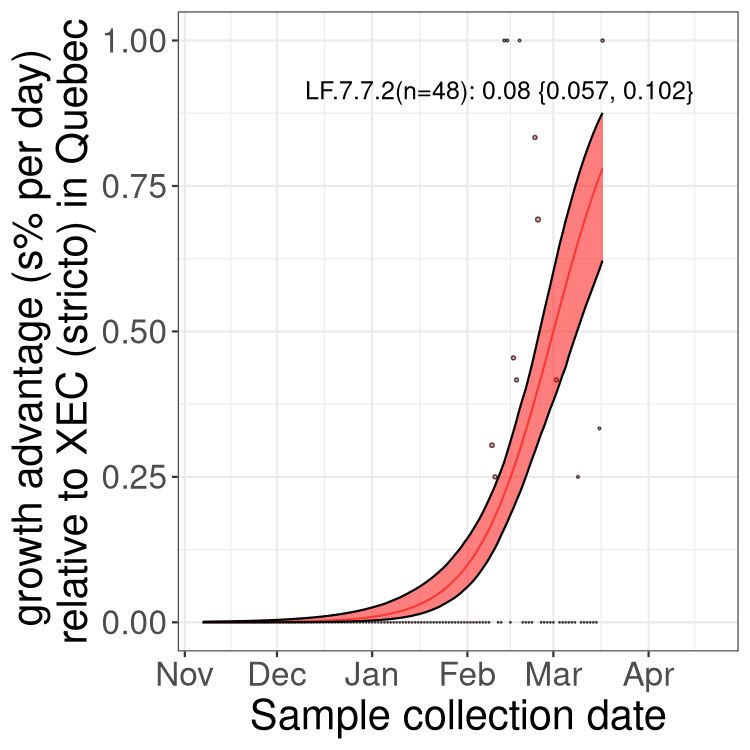 growth advantage (s% per day)
relative to XEC (stricto) in Quebec
1.00
0.75
0.50
0.25
0.00
LF.7.7.2(n=48): 0.08 {0.057, 0.102}
Nov Dec Jan Feb Mar Apr
Sample collection date